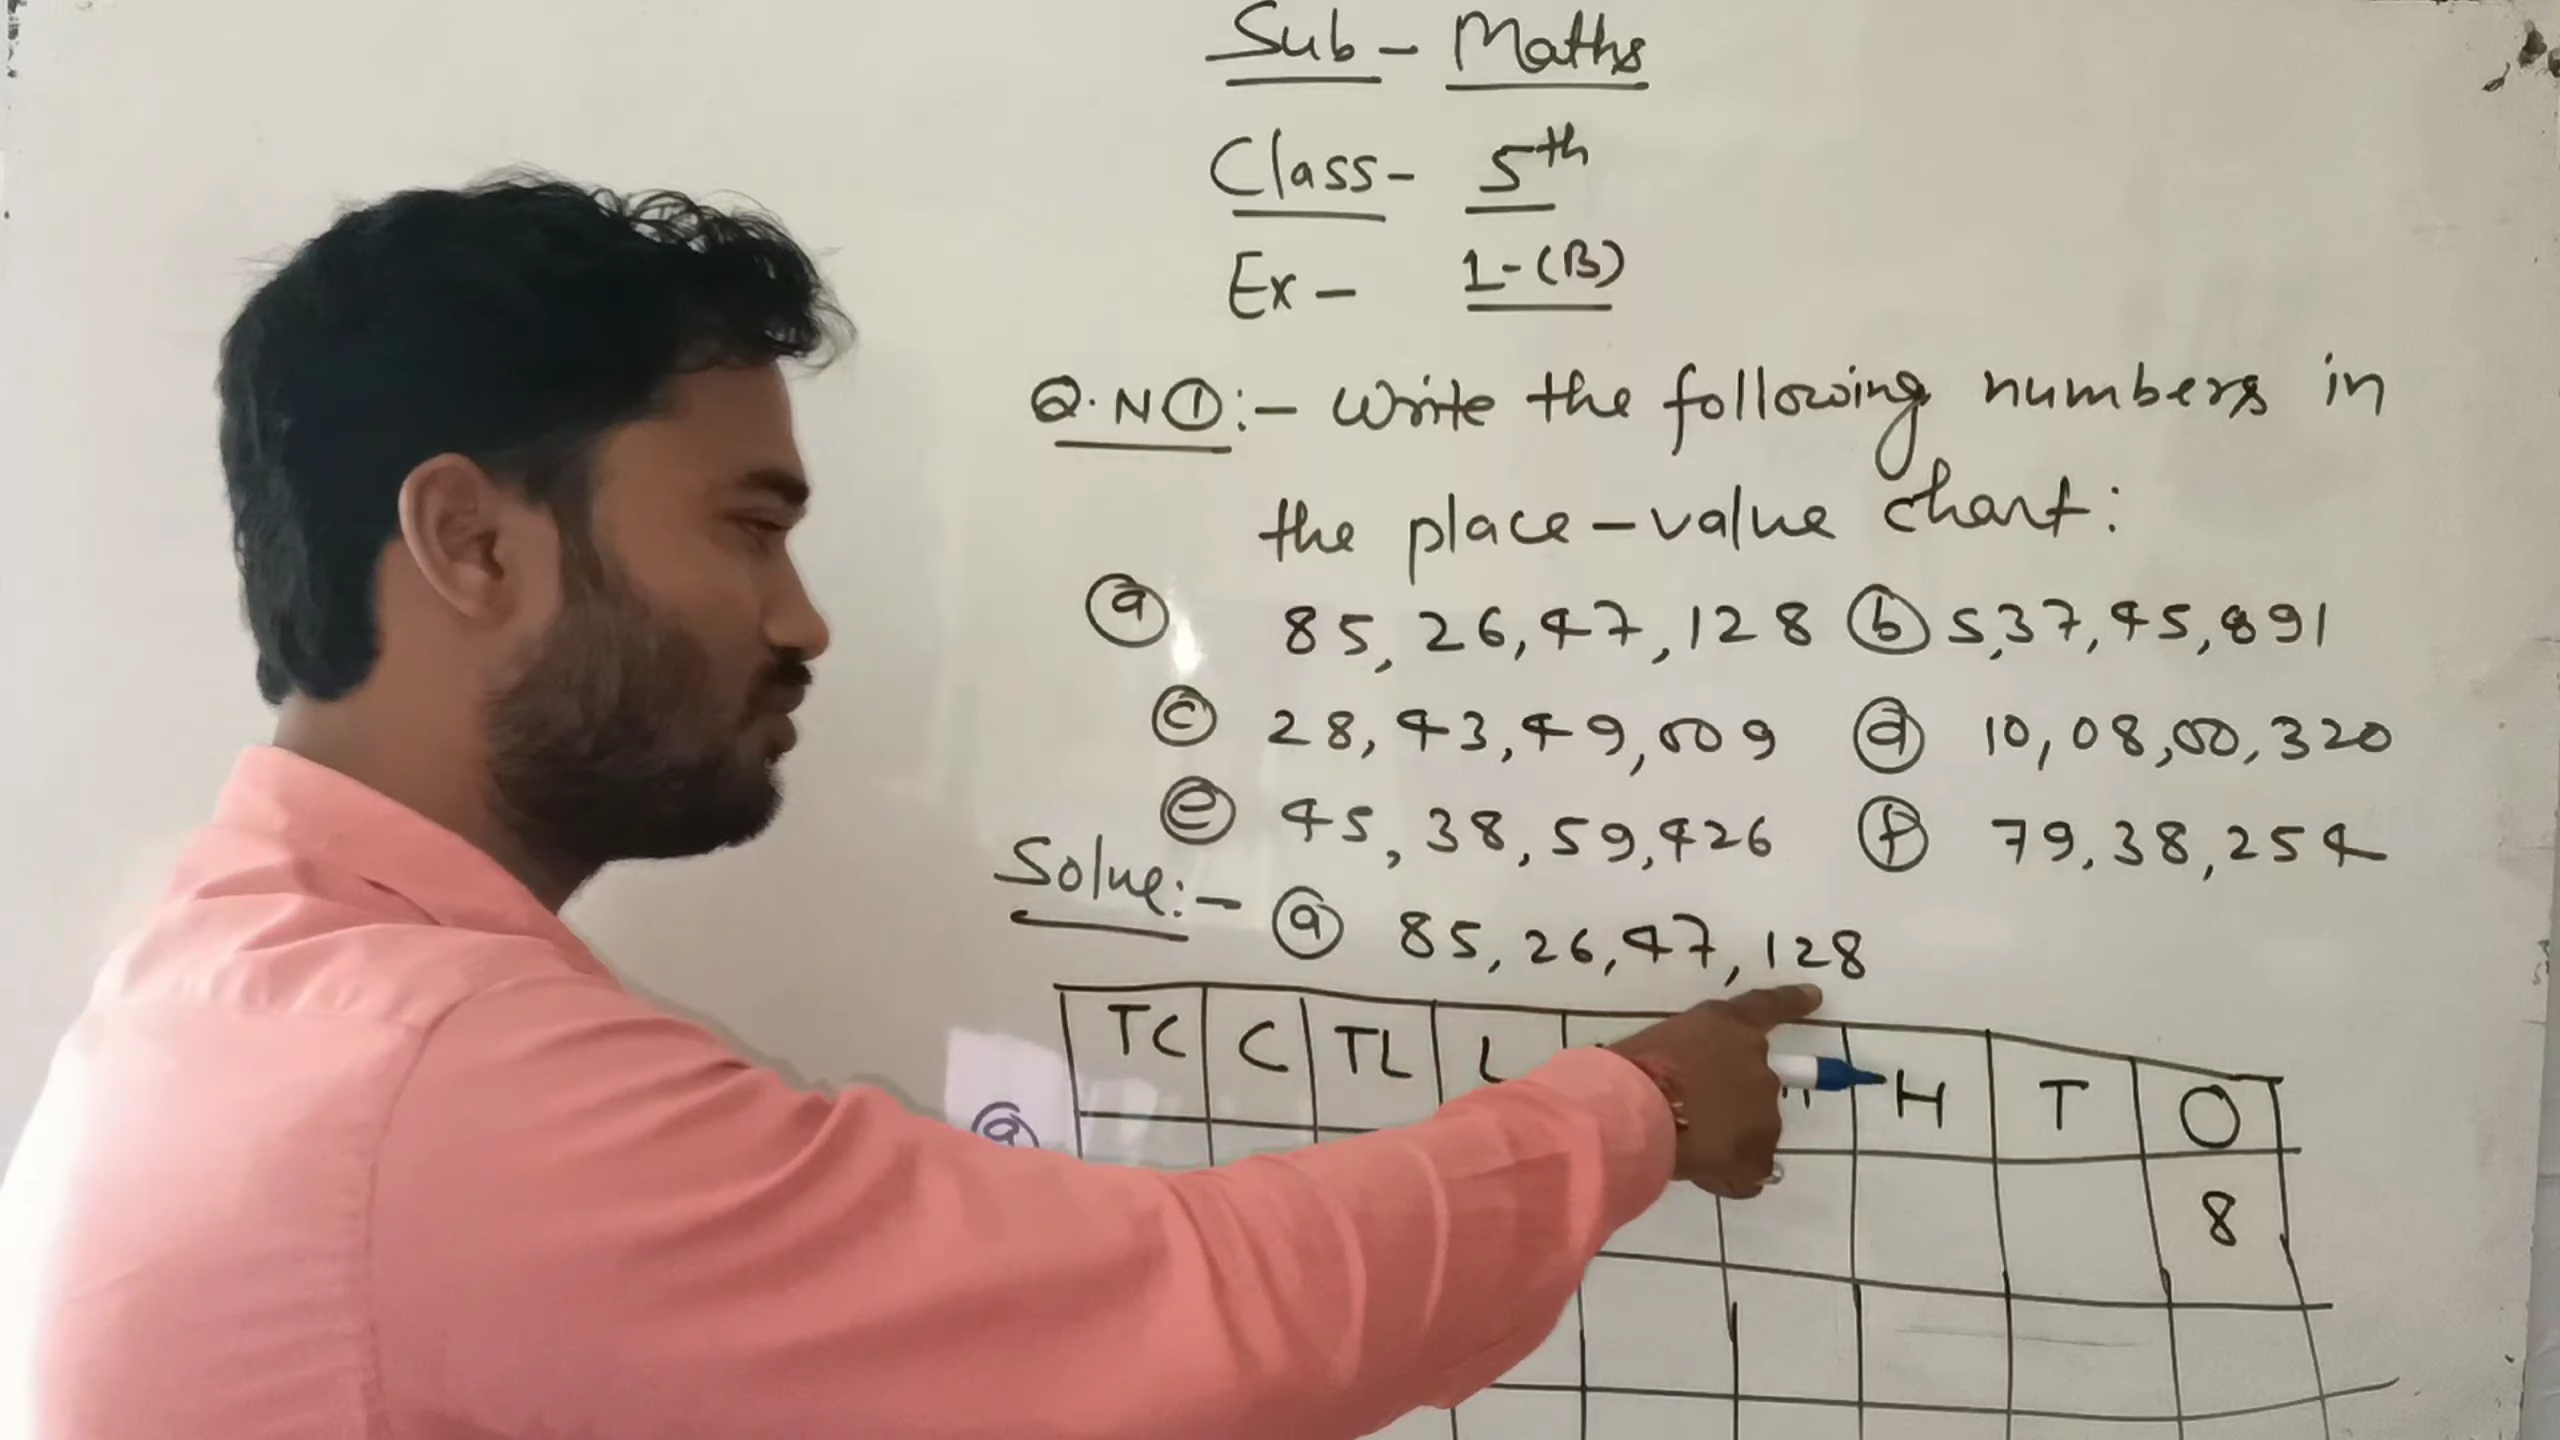 Sub - Maths
Class - 5th
Ex - 1-(B)
Q.N ①:- Write the following numbers in
the place-value chart:
ⓐ 85,26,47,128 ⓑ 5,37,45,891
ⓒ 28,43,49,009 ⓓ 10,08,00,320
ⓔ 45,38,59,426 ⓕ 79,38,254
Solve:- ⓐ 85,26,47,128
TC C TL L H T O
ⓐ 8